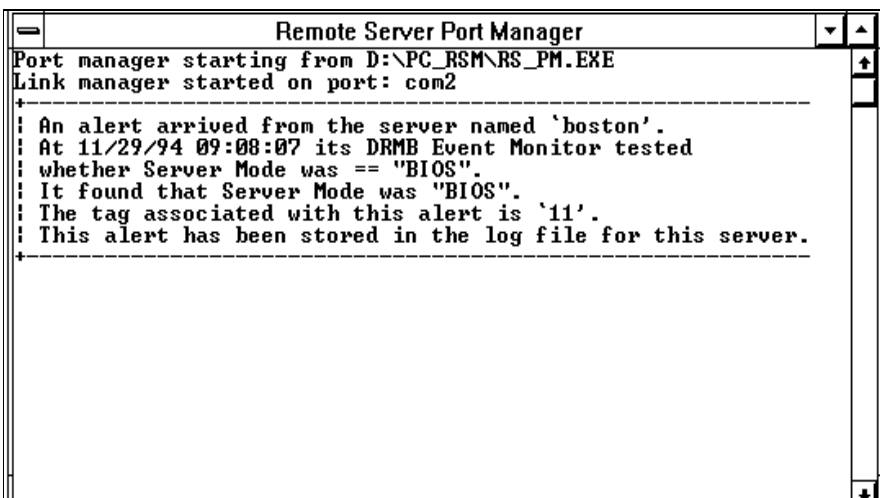 Remote Server Port Manager
Port manager starting from D:\PC_RSM\RS_PM.EXE
Link manager started on port: com2
+------------------------------------------------------------------
¦ An alert arrived from the server named `boston'.
¦ At 11/29/94 09:08:07 its DRMB Event Monitor tested
¦ whether Server Mode was == "BIOS".
¦ It found that Server Mode was "BIOS".
¦ The tag associated with this alert is `11'.
¦ This alert has been stored in the log file for this server.
+------------------------------------------------------------------